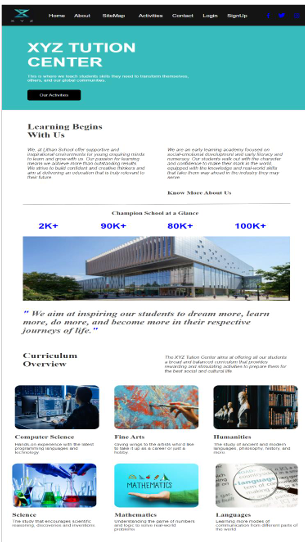 XYZ
Home About SiteMap Activities Contact Login SignUp
XYZ TUTION
CENTER
This is where we teach students skills they need to transform themselves,
others, and our global communities.
Our Activities
Learning Begins
With Us
We, at Lithan School offer supportive and
inspirational environments for young enquiring minds
to learn and grow with us. Our passion for learning
means we achieve more than outstanding results.
We strive to build confident and creative thinkers and
aim at delivering an education that is truly relevant to
their future.
We are an early learning academy focused on
social-emotional development and early literacy and
numeracy. Our students walk out with the character
and confidence to make their mark in the world,
equipped with the knowledge and real-world skills
that take them way ahead in the industry they may
serve.
Know More About Us
Champion School at a Glance
2K+ 90K+ 80K+ 100K+
" We aim at inspiring our students to dream more, learn
more, do more, and become more in their respective
journeys of life."
Curriculum
Overview
The XYZ Tution Center aims at offering all our students
a broad and balanced curriculum that provides
rewarding and stimulating activities to prepare them for
the best social and cultural life.
Computer Science
Hands on experience with the latest
programming languages and
technology.
Fine Arts
Giving wings to the artists who'd like
to take it up as a career or just a
hobby.
Humanities
The study of ancient and modern
languages, philosophy, history, and
more.
MATHEMATICS
language
Science
The study that encourages scientific
reasoning, discoveries and inventions.
Mathematics
Understanding the game of numbers
and logic to solve real-world
problems.
Languages
Learning more modes of
communication from different parts of
the world.